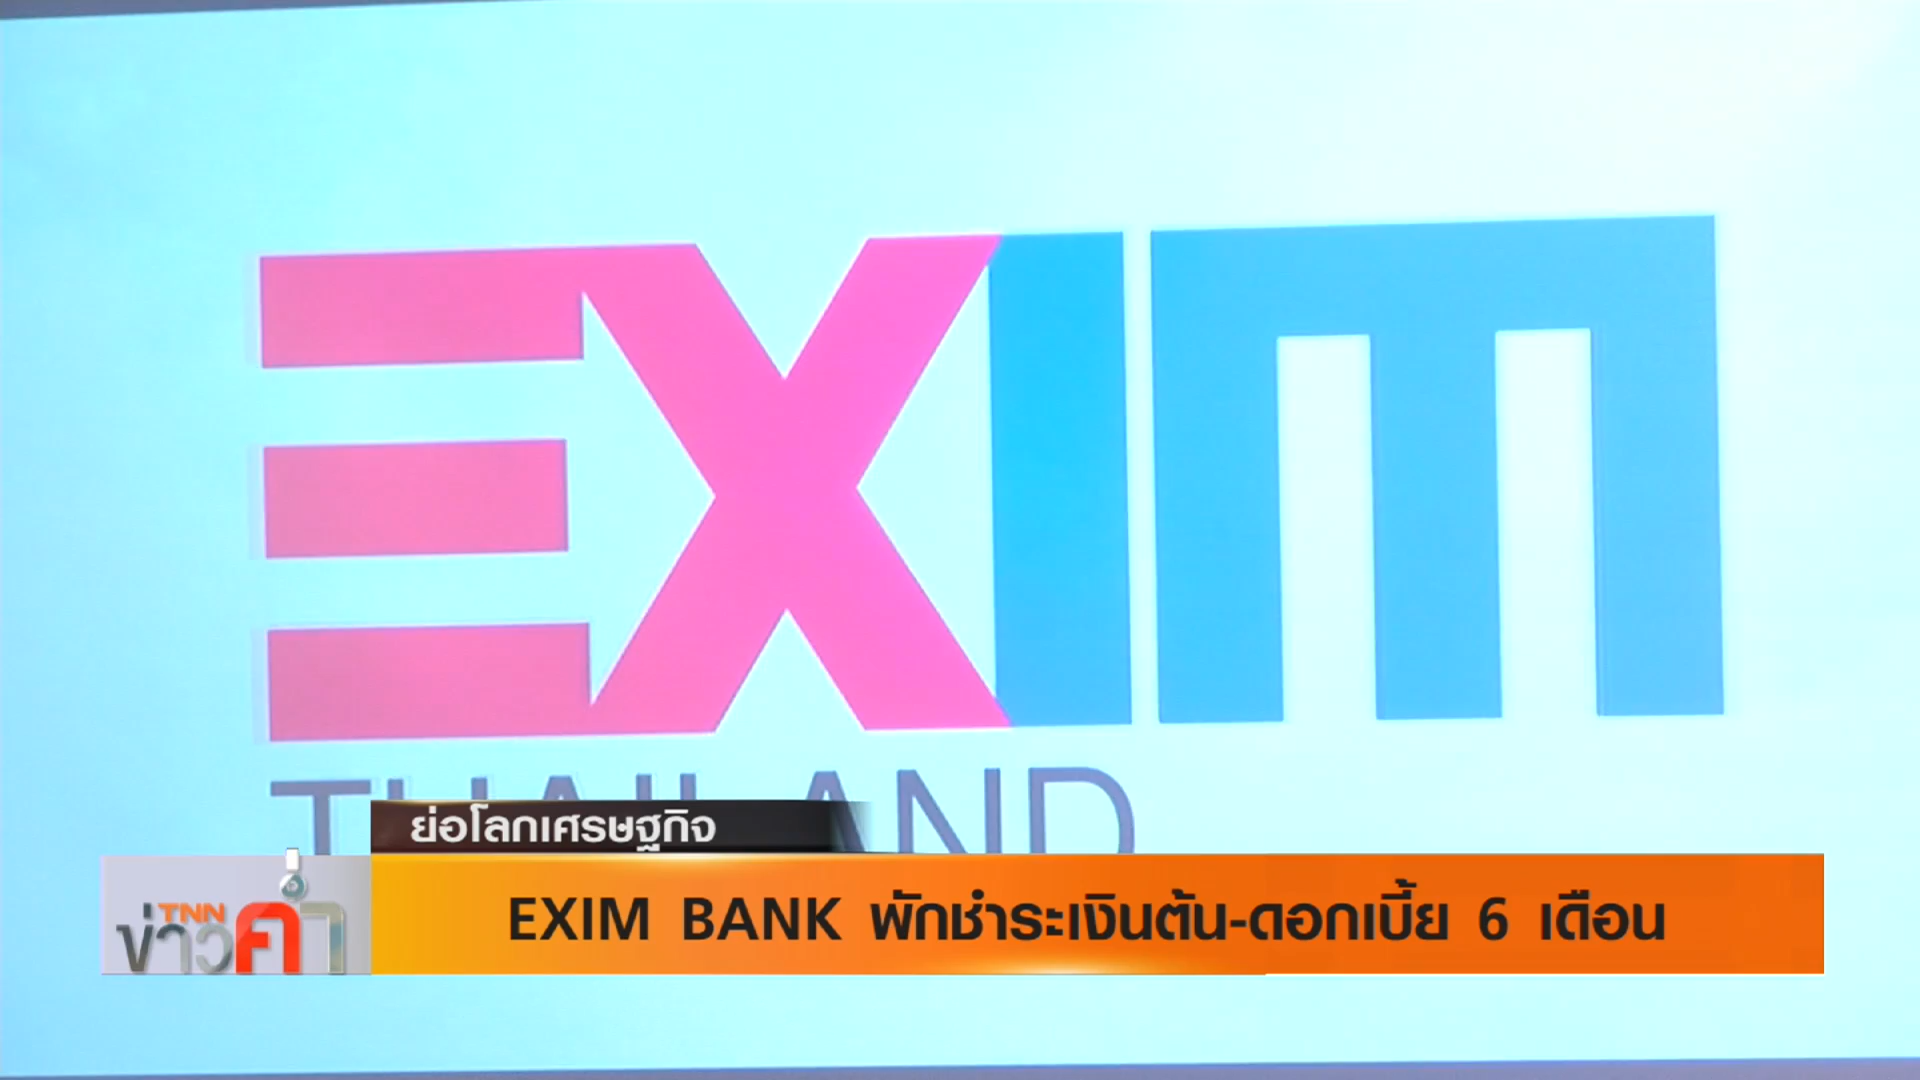 EXIM
THAILAND
ย่อโลกเศรษฐกิจ
TNN
ข่าวค่ำ
EXIM BANK พักชำระเงินต้น-ดอกเบี้ย 6 เดือน